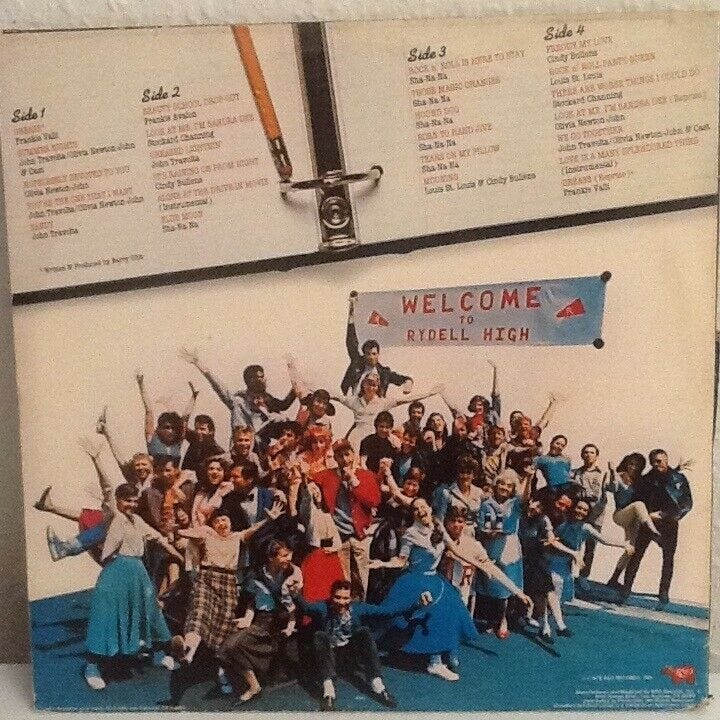 Side 1
GREASE*
Frankie Valli
SUMMER NIGHTS
John Travolta/Olivia Newton-John
& Cast
HOPELESSLY DEVOTED TO YOU
Olivia Newton-John
YOU'RE THE ONE THAT I WANT
John Travolta/Olivia Newton-John
SANDY
John Travolta
* Written & Produced by Barry Gibb
Side 2
BEAUTY SCHOOL DROP-OUT
Frankie Avalon
LOOK AT ME, I'M SANDRA DEE
Stockard Channing
GREASED LIGHTNIN'
John Travolta
IT'S RAINING ON PROM NIGHT
Cindy Bullens
ALONE AT THE DRIVE-IN MOVIE
(Instrumental)
BLUE MOON
Sha-Na Na
Side 3
ROCK N' ROLL IS HERE TO STAY
Sha-Na Na
THOSE MAGIC CHANGES
Sha-Na Na
HOUND DOG
Sha-Na Na
BORN TO HAND JIVE
Sha-Na Na
TEARS ON MY PILLOW
Sha-Na Na
MOONING
Louis St. Louis & Cindy Bullens
Side 4
FREDDY MY LOVE
Cindy Bullens
ROCK N' ROLL PARTY QUEEN
Louis St. Louis
THERE ARE WORSE THINGS I COULD DO
Stockard Channing
LOOK AT ME, I'M SANDRA DEE (Reprise)
Olivia Newton-John
WE GO TOGETHER
John Travolta/Olivia Newton-John & Cast
LOVE IS A MANY SPLENDORED THING
(Instrumental)
GREASE (Reprise)*
Frankie Valli
WELCOME
TO
RYDELL HIGH
R
RSO